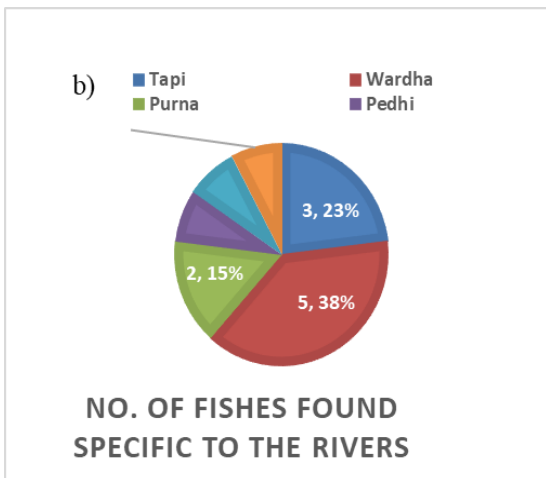 b)
Tapi
Wardha
Purna
Pedhi
3, 23%
2, 15%
5, 38%
NO. OF FISHES FOUND
SPECIFIC TO THE RIVERS